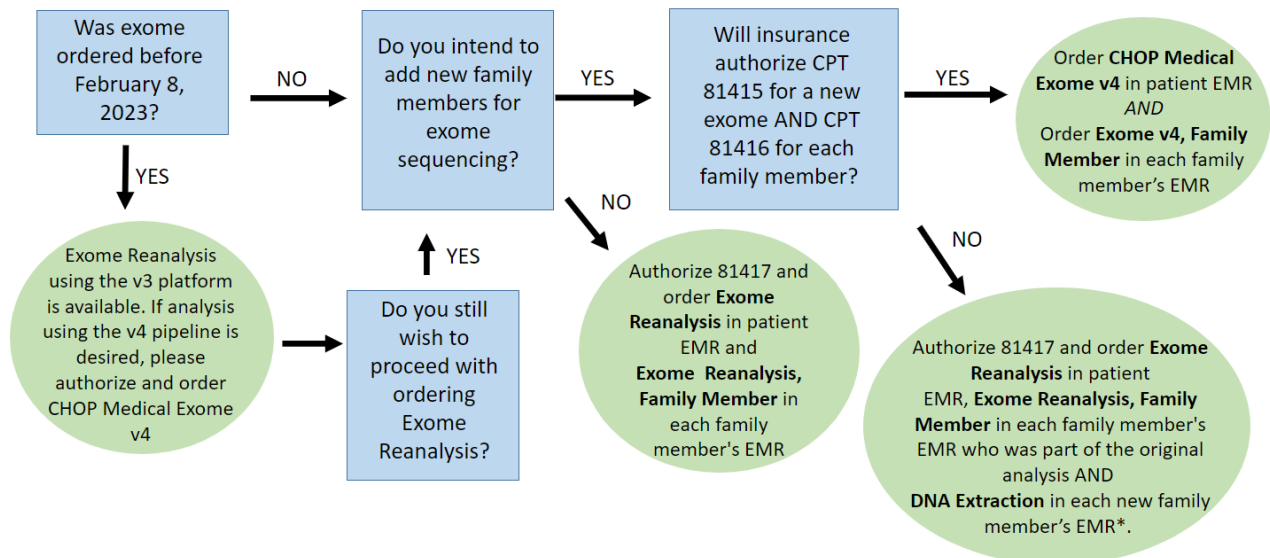 Was exome
ordered before
February 8,
2023?
NO
Do you intend to
add new family
members for
exome
sequencing?
YES
Will insurance
authorize CPT
81415 for a new
exome AND CPT
81416 for each
family member?
YES
Order CHOP Medical
Exome v4 in patient EMR
AND
Order Exome v4, Family
Member in each family
member's EMR
YES
Exome Reanalysis
using the v3 platform
is available. If analysis
using the v4 pipeline is
desired, please
authorize and order
CHOP Medical Exome
v4
YES
Do you still
wish to
proceed with
ordering
Exome
Reanalysis?
NO
Authorize 81417 and
order Exome
Reanalysis in patient
EMR and
Exome Reanalysis,
Family Member in
each family
member's EMR
NO
Authorize 81417 and order Exome
Reanalysis in patient
EMR, Exome Reanalysis, Family
Member in each family member's
EMR who was part of the original
analysis AND
DNA Extraction in each new family
member's EMR*.